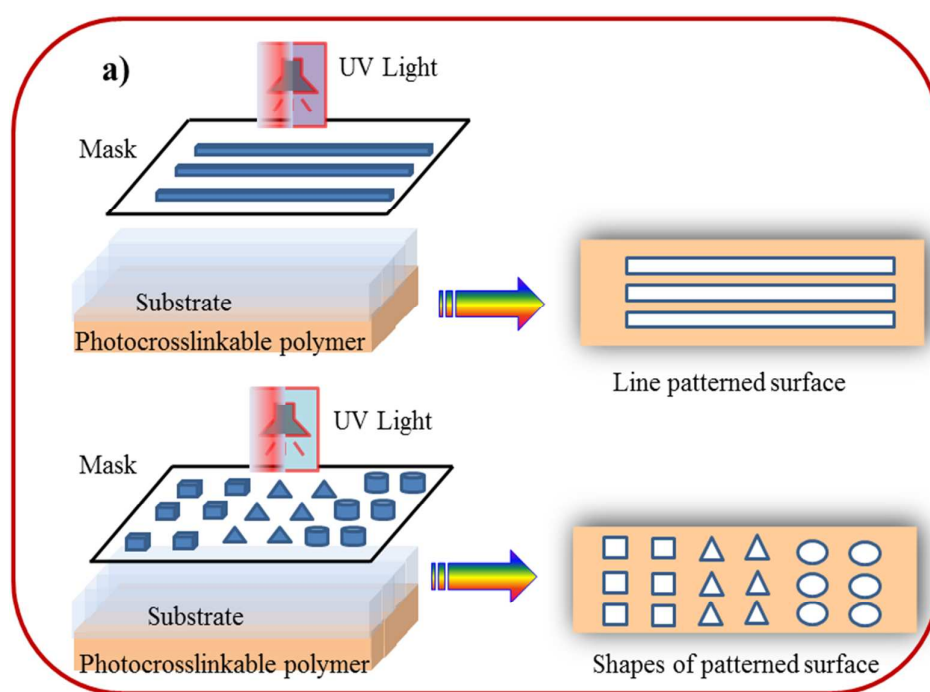 a)
UV Light
Mask
Substrate
Photocrosslinkable polymer
Line patterned surface
UV Light
Mask
Substrate
Photocrosslinkable polymer
Shapes of patterned surface